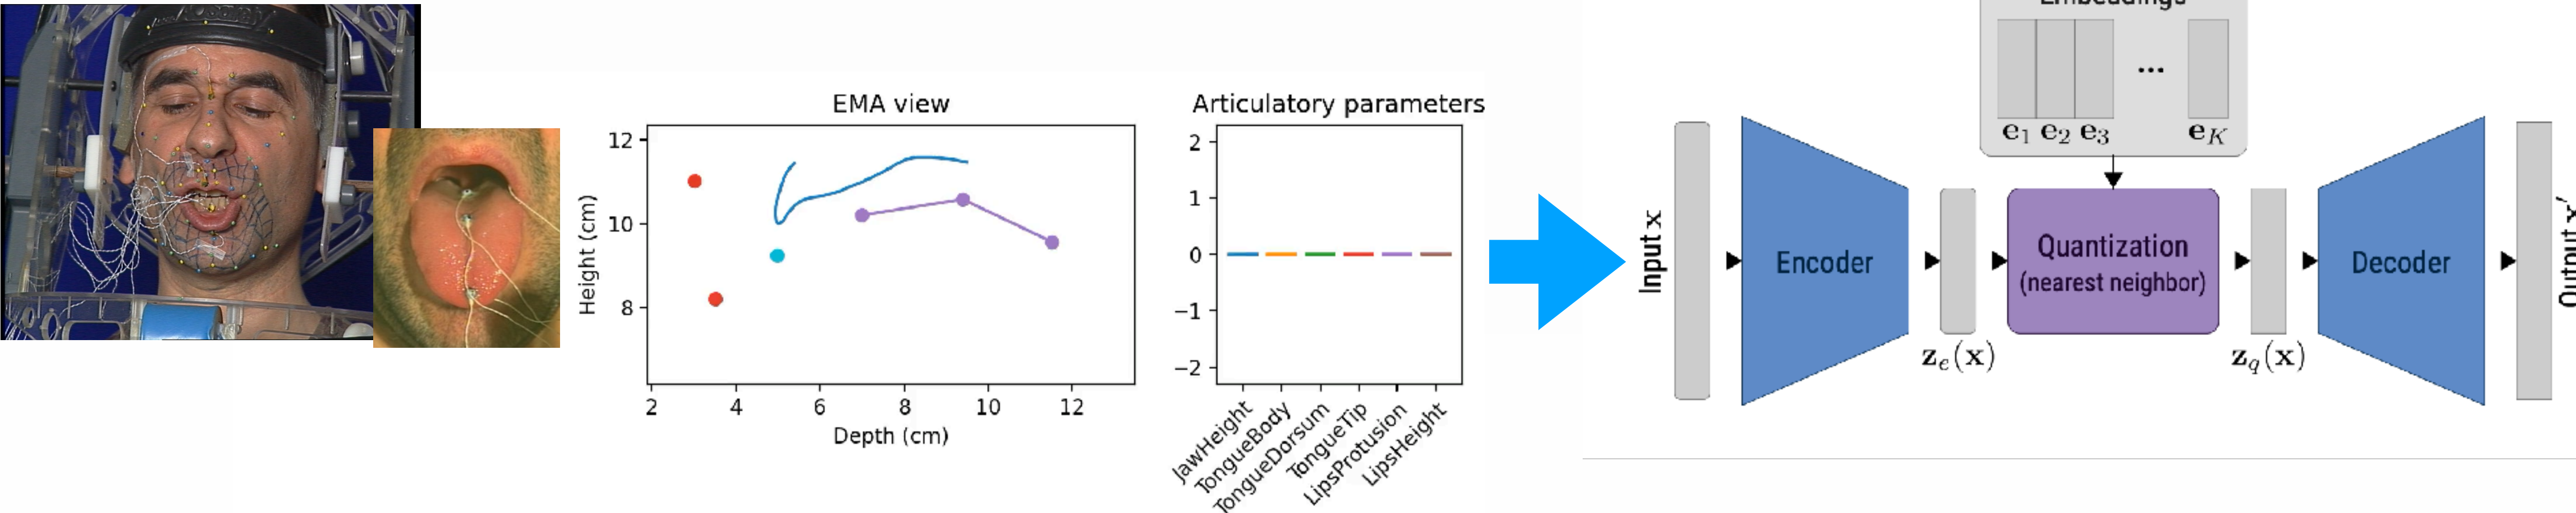 EMA view
12
10
8
Height (cm)
2
4
6
8
10
12
Depth (cm)
Articulatory parameters
2
1
0
−1
−2
JawHeight
TongueBody
TongueDorsum
TongueTip
LipsProtusion
LipsHeight
Embeddings
e1 e2 e3 ... eK
Input x
Encoder
ze(x)
Quantization
(nearest neighbor)
zq(x)
Decoder
Output x′